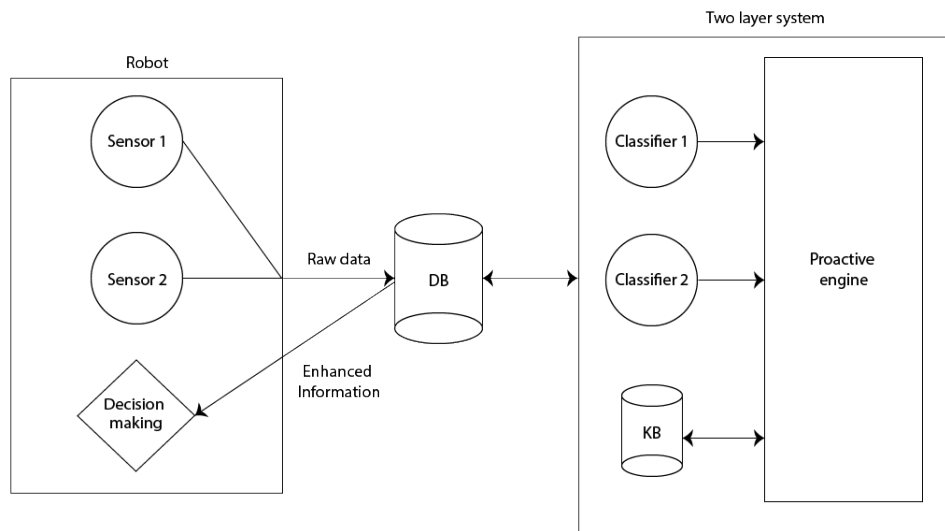 Two layer system
Robot
Sensor 1
Classifier 1
Sensor 2
Raw data
DB
Classifier 2
Proactive
engine
Enhanced
Information
Decision
making
KB